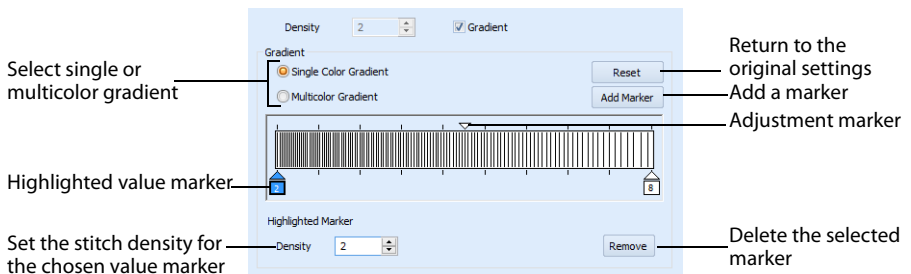 Density 2 Gradient
Gradient
Select single or
multicolor gradient
Single Color Gradient
Multicolor Gradient
Reset
Add Marker
Return to the
original settings
Add a marker
Adjustment marker
Highlighted value marker
2
8
Highlighted Marker
Set the stitch density for
the chosen value marker
Density 2
Remove
Delete the selected
marker